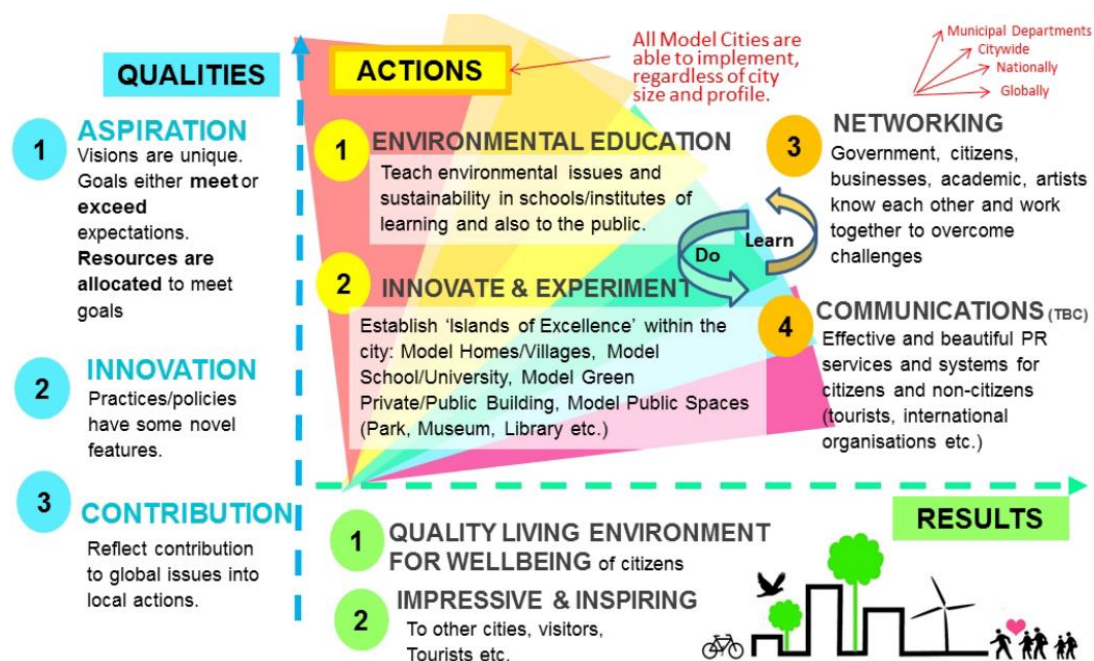 QUALITIES
1
ASPIRATION
Visions are unique.
Goals either meet or
exceed
expectations.
Resources are
allocated to meet
goals
2
INNOVATION
Practices/policies
have some novel
features.
3
CONTRIBUTION
Reflect contribution
to global issues into
local actions.
ACTIONS
All Model Cities are
able to implement,
regardless of city
size and profile.
Municipal Departments
Citywide
Nationally
Globally
1
ENVIRONMENTAL EDUCATION
Teach environmental issues and
sustainability in schools/institutes of
learning and also to the public.
2
INNOVATE & EXPERIMENT
Establish ‘Islands of Excellence’ within the
city: Model Homes/Villages, Model
School/University, Model Green
Private/Public Building, Model Public Spaces
(Park, Museum, Library etc.)
Do
Learn
3
NETWORKING
Government, citizens,
businesses, academic, artists
know each other and work
together to overcome
challenges
4
COMMUNICATIONS (TBC)
Effective and beautiful PR
services and systems for
citizens and non-citizens
(tourists, international
organisations etc.)
RESULTS
1
QUALITY LIVING ENVIRONMENT
FOR WELLBEING of citizens
2
IMPRESSIVE & INSPIRING
To other cities, visitors,
Tourists etc.